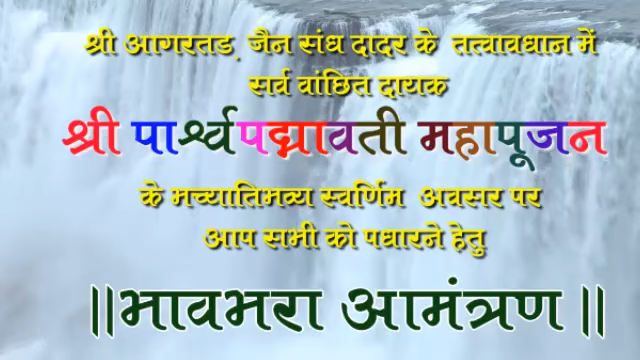 श्री आगरतड. जैन संध दादर के तत्वावधान में
सर्व वांछित दायक
श्री पार्श्वपद्मावती महापूजन
के मच्यातिभव्य स्वर्णिम अवसर पर
आप सभी को पधारने हेतु
॥भावभरा आमंत्रण॥